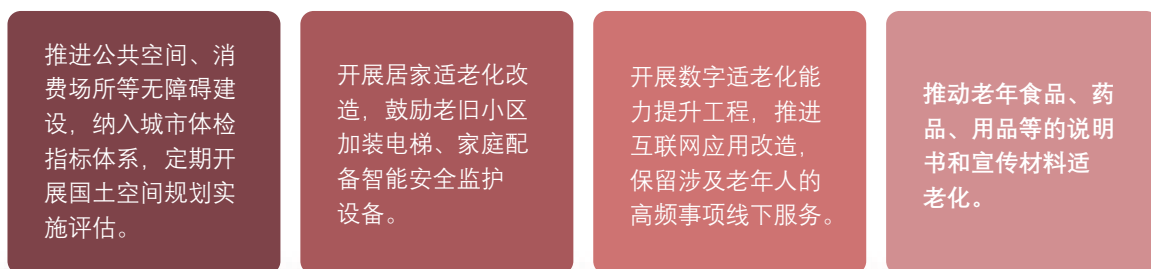 推进公共空间、消
费场所等无障碍建
设，纳入城市体检
指标体系，定期开
展国土空间规划实
施评估。
开展居家适老化改
造，鼓励老旧小区
加装电梯、家庭配
备智能安全监护
设备。
开展数字适老化能
力提升工程，推进
互联网应用改造，
保留涉及老年人的
高频事项线下服务。
推动老年食品、药
品、用品等的说明
书和宣传材料适
老化。